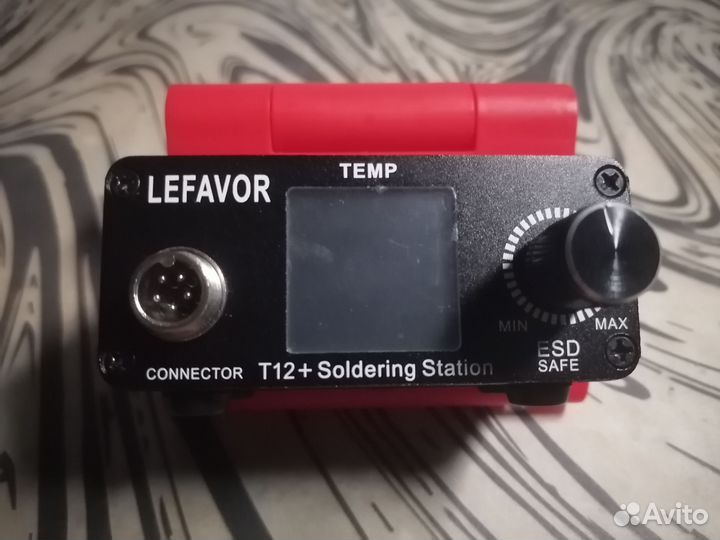 TEMP
LEFAVOR
MIN MAX
CONNECTOR
T12+ Soldering Station
ESD
SAFE
Avito